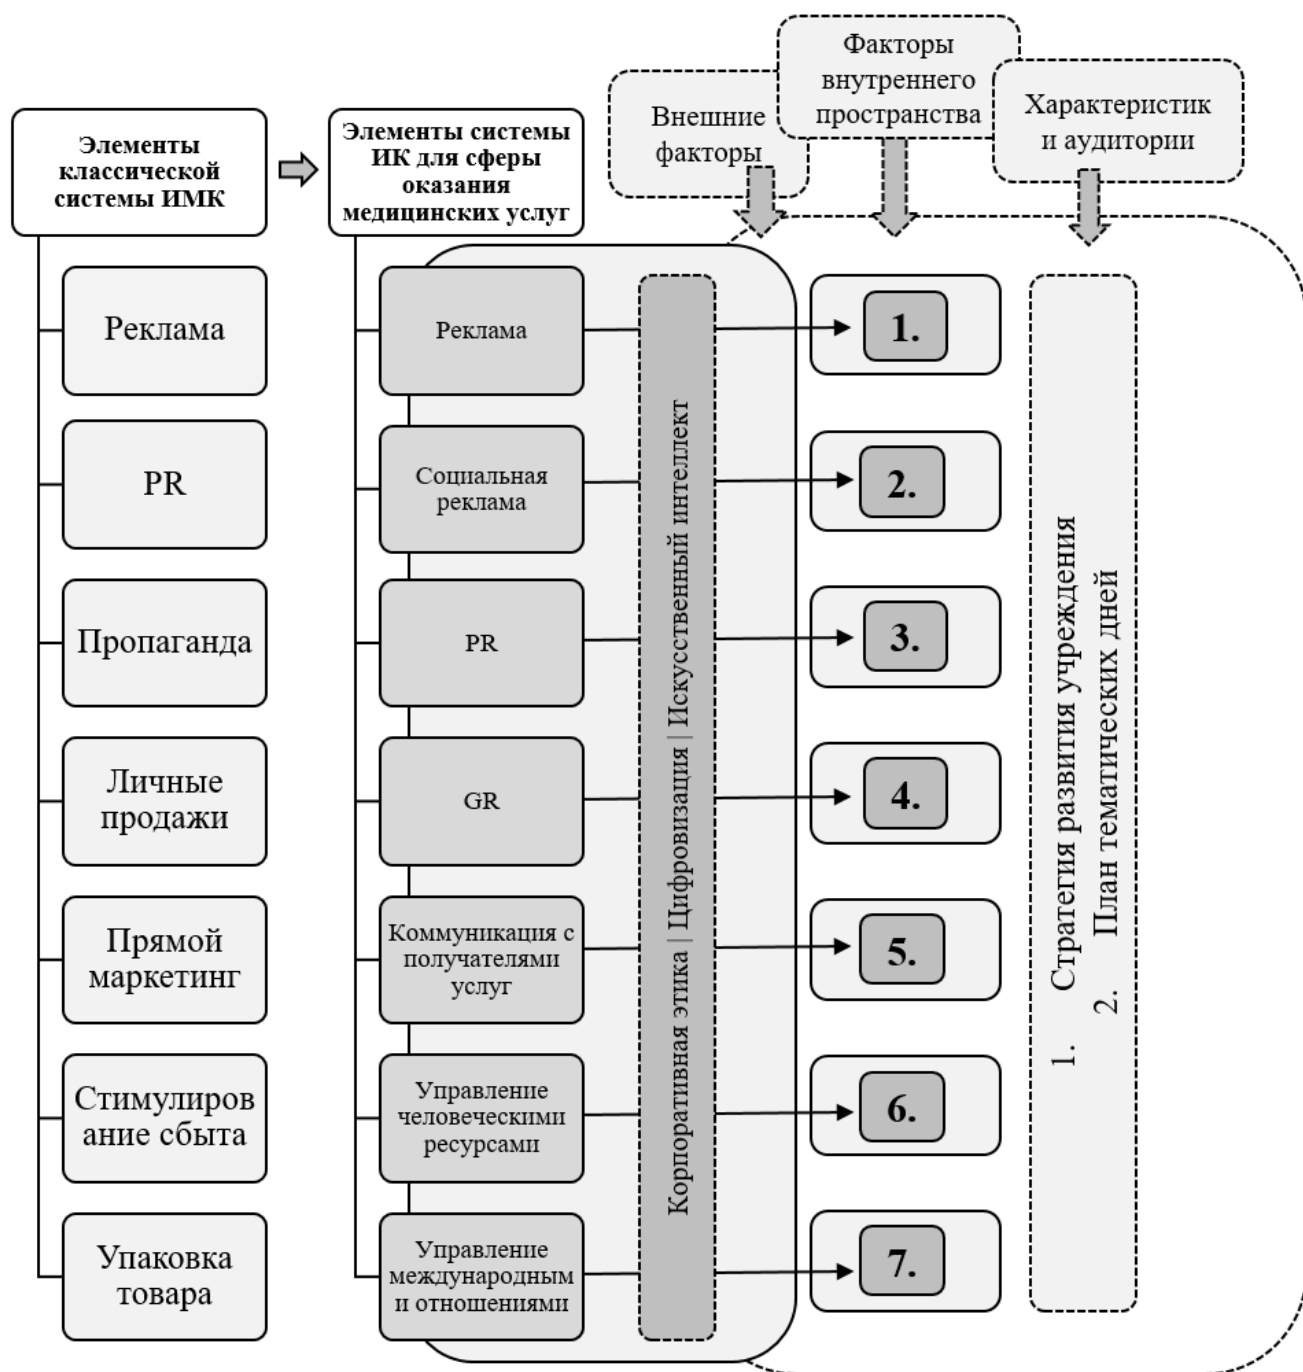 Факторы
внутреннего
пространства
Внешние
факторы
Характеристик
и аудитории
Элементы
классической
системы ИМК
Элементы системы
ИК для сферы
оказания
медицинских услуг
Реклама
PR
Пропаганда
Личные
продажи
Прямой
маркетинг
Стимулиров
ание сбыта
Упаковка
товара
Реклама
Социальная
реклама
PR
GR
Коммуникация с
получателями
услуг
Управление
человеческими
ресурсами
Управление
международным
и отношениями
Корпоративная этика | Цифровизация | Искусственный интеллект
1.
2.
3.
4.
5.
6.
7.
1. Стратегия развития учреждения
2. План тематических дней